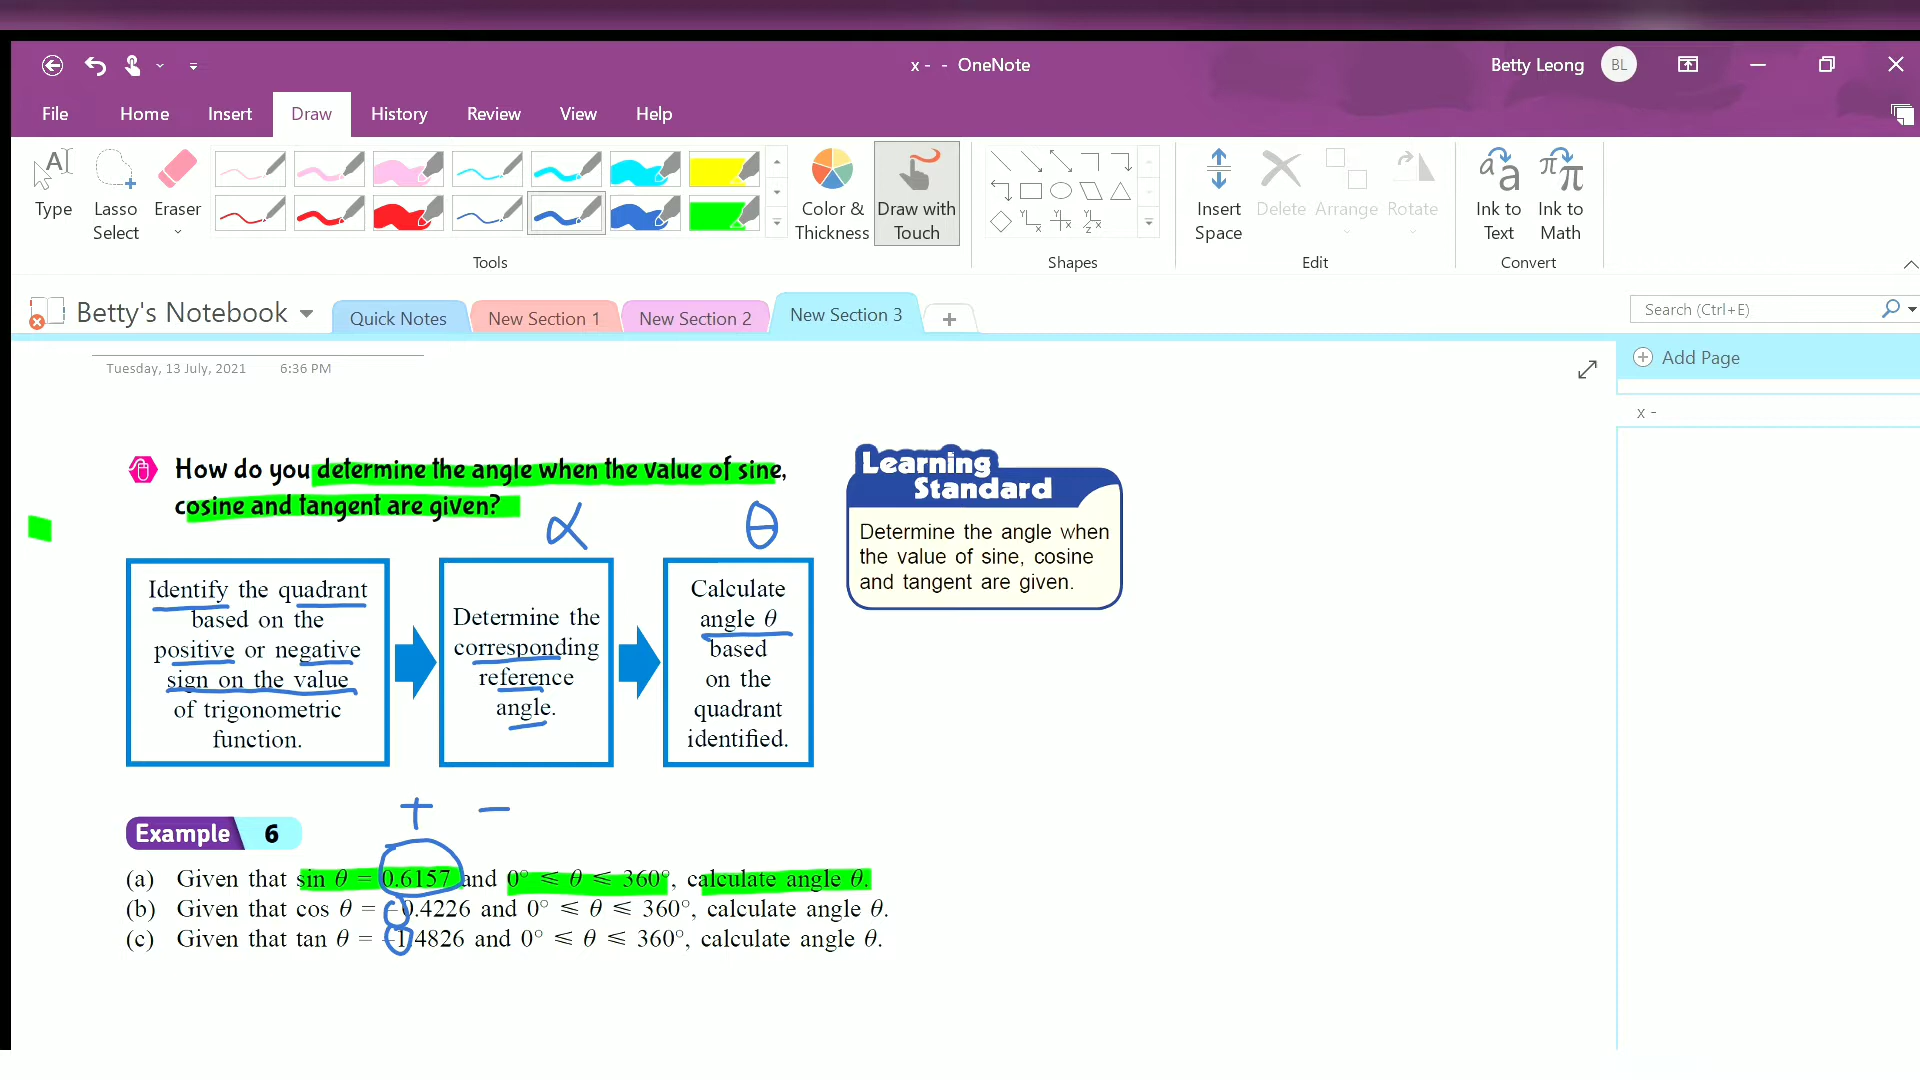 x - - OneNote
Betty Leong BL
File Home Insert Draw History Review View Help
Type
Lasso Select
Eraser
Color & Thickness
Draw with Touch
Insert Space
Delete
Arrange
Rotate
Ink to Text
Ink to Math
Tools
Shapes
Edit
Convert
Betty's Notebook
Quick Notes
New Section 1
New Section 2
New Section 3
Search (Ctrl+E)
Add Page
x -
Tuesday, 13 July, 2021 6:36 PM
How do you determine the angle when the value of sine,
cosine and tangent are given?
α
θ
Identify the quadrant
based on the
positive or negative
sign on the value
of trigonometric
function.
Determine the
corresponding
reference
angle.
Calculate
angle θ
based
on the
quadrant
identified.
Learning
Standard
Determine the angle when
the value of sine, cosine
and tangent are given.
+ −
Example 6
(a) Given that sin θ = 0.6157 and 0° ⩽ θ ⩽ 360°, calculate angle θ.
(b) Given that cos θ = −0.4226 and 0° ⩽ θ ⩽ 360°, calculate angle θ.
(c) Given that tan θ = −1.4826 and 0° ⩽ θ ⩽ 360°, calculate angle θ.